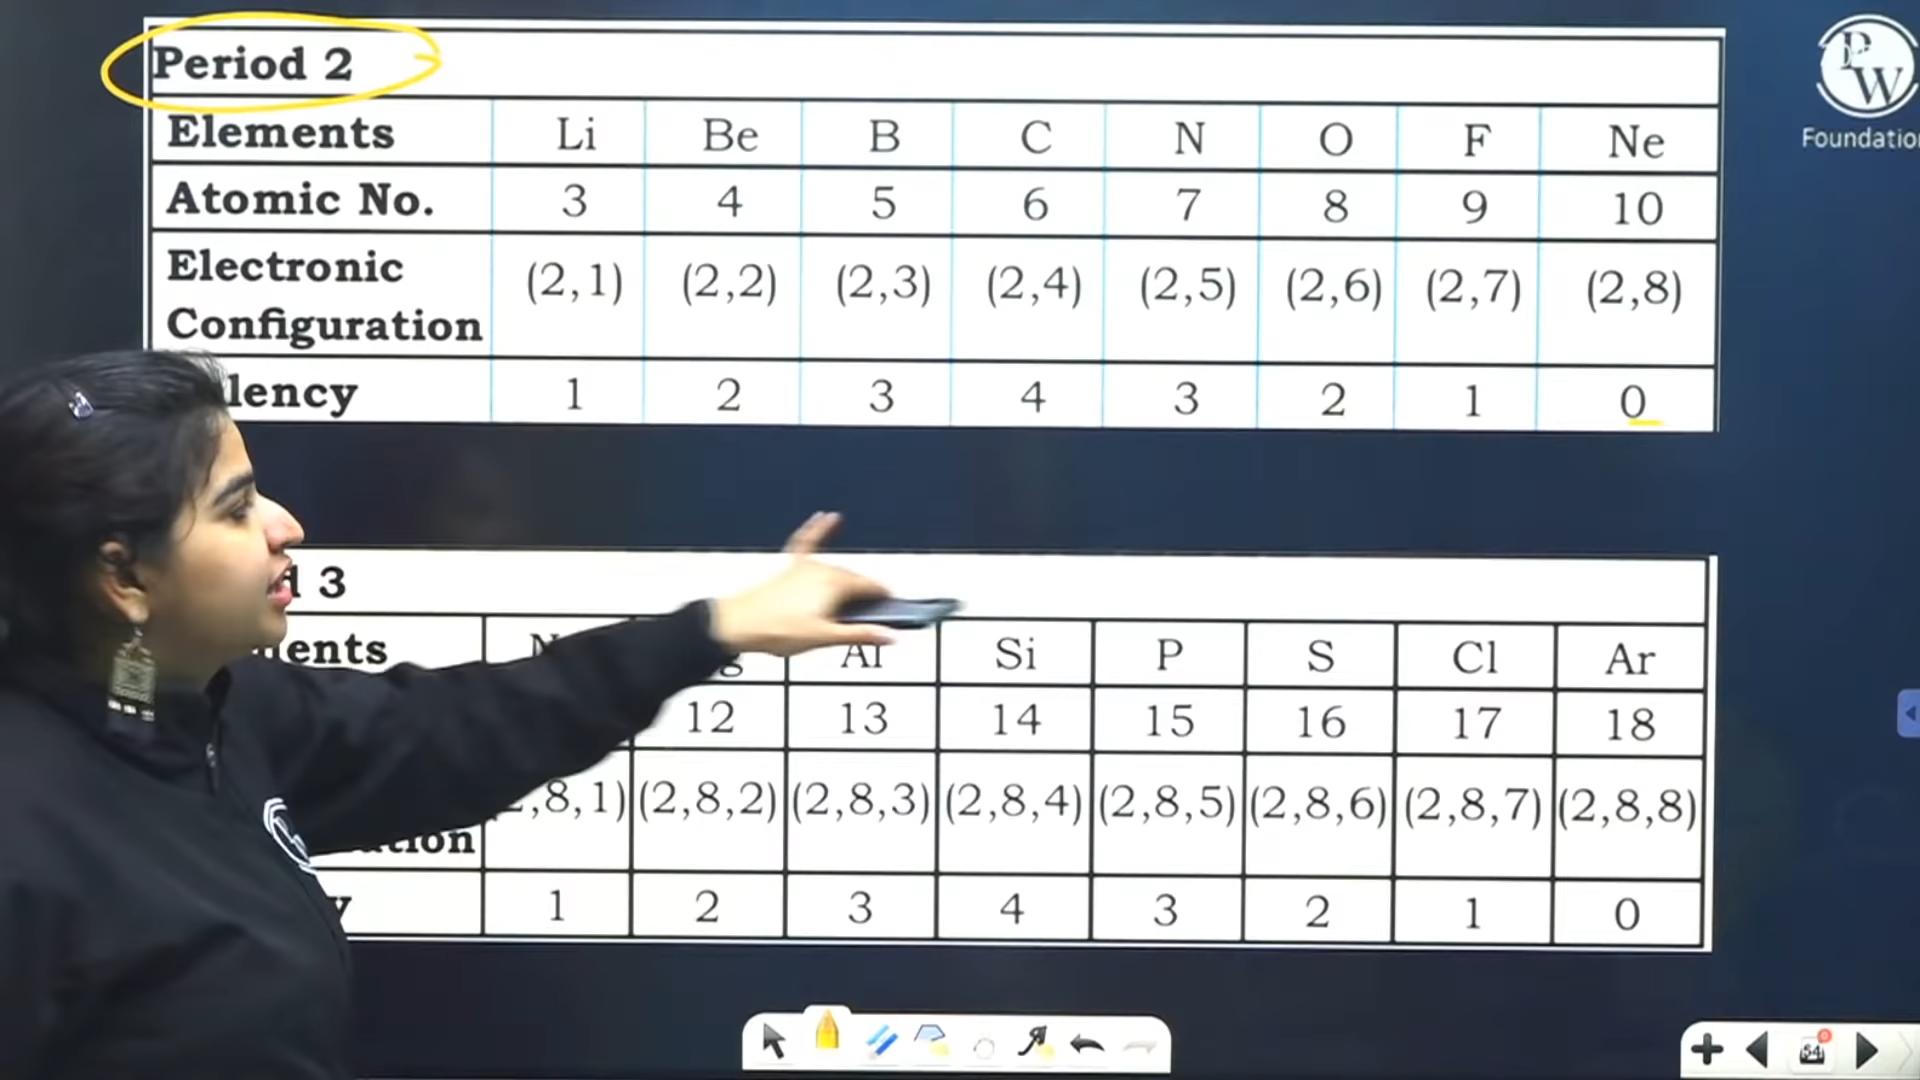 Period 2
Elements Li Be B C N O F Ne
Atomic No. 3 4 5 6 7 8 9 10
Electronic Configuration (2,1) (2,2) (2,3) (2,4) (2,5) (2,6) (2,7) (2,8)
lency 1 2 3 4 3 2 1 0
3
ents Al Si P S Cl Ar
12 13 14 15 16 17 18
,8,1) (2,8,2) (2,8,3) (2,8,4) (2,8,5) (2,8,6) (2,8,7) (2,8,8)
ation
y 1 2 3 4 3 2 1 0
P
W
Foundation
54